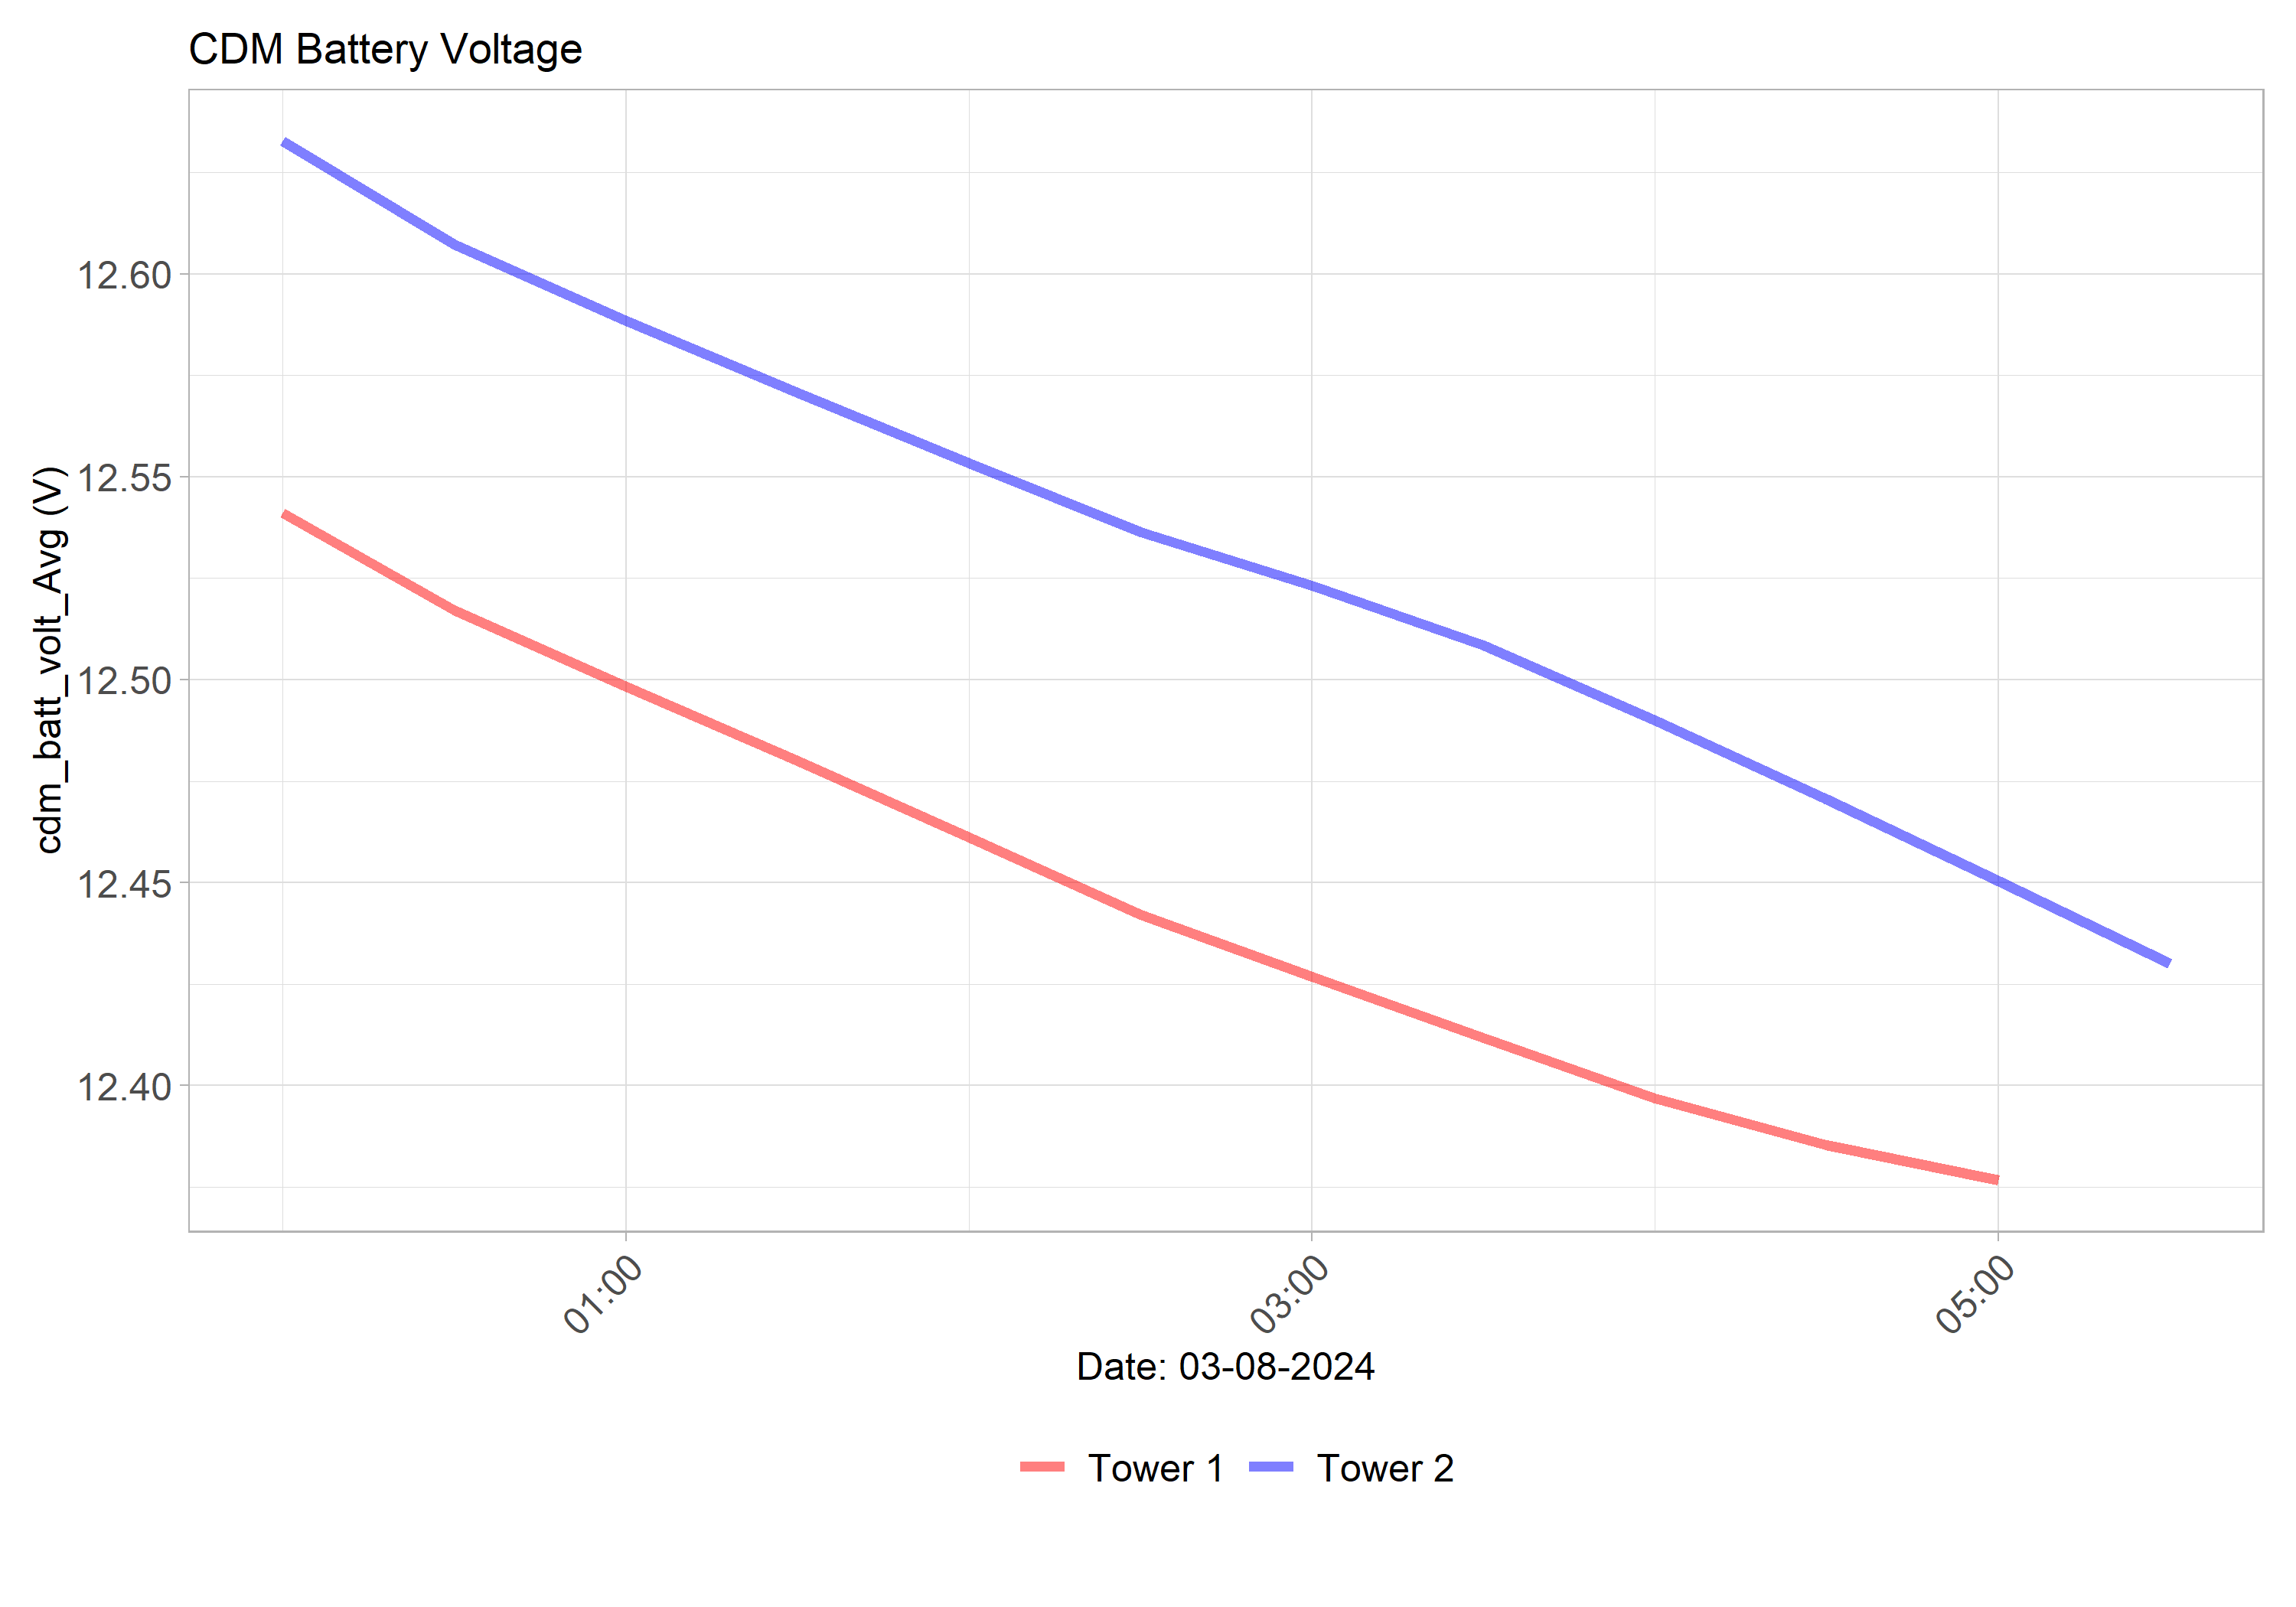 CDM Battery Voltage
cdm_batt_volt_Avg (V)
12.60
12.55
12.50
12.45
12.40
01:00 03:00 05:00
Date: 03-08-2024
Tower 1 Tower 2